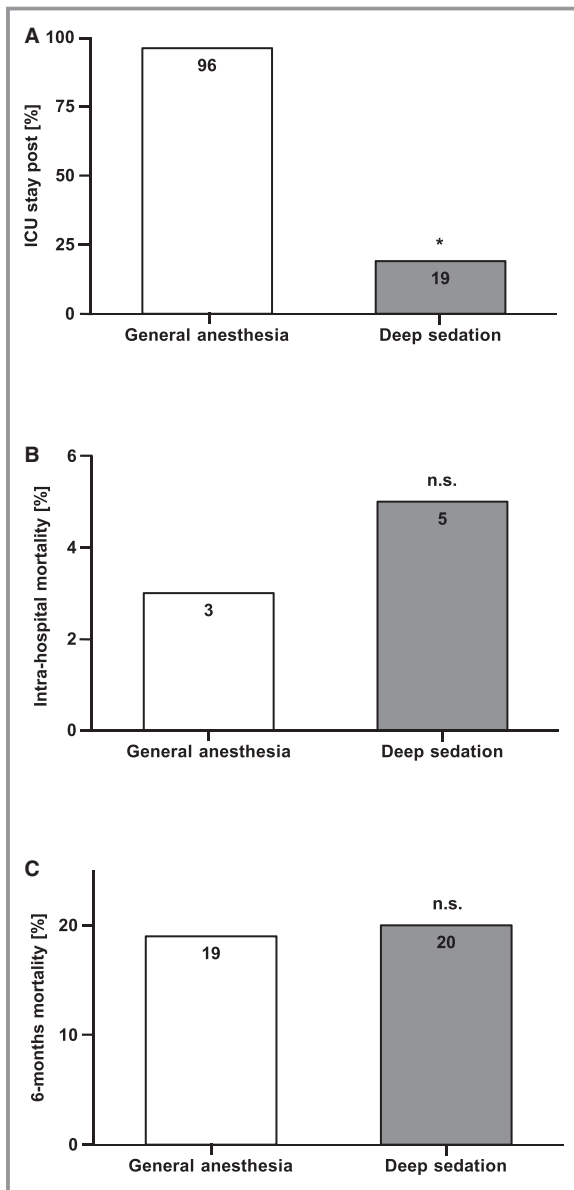 A
ICU stay post [%]
100
75
50
25
0
96
*
19
General anesthesia
Deep sedation
B
Intra-hospital mortality [%]
6
4
2
0
3
n.s.
5
General anesthesia
Deep sedation
C
6-months mortality [%]
20
10
0
19
n.s.
20
General anesthesia
Deep sedation